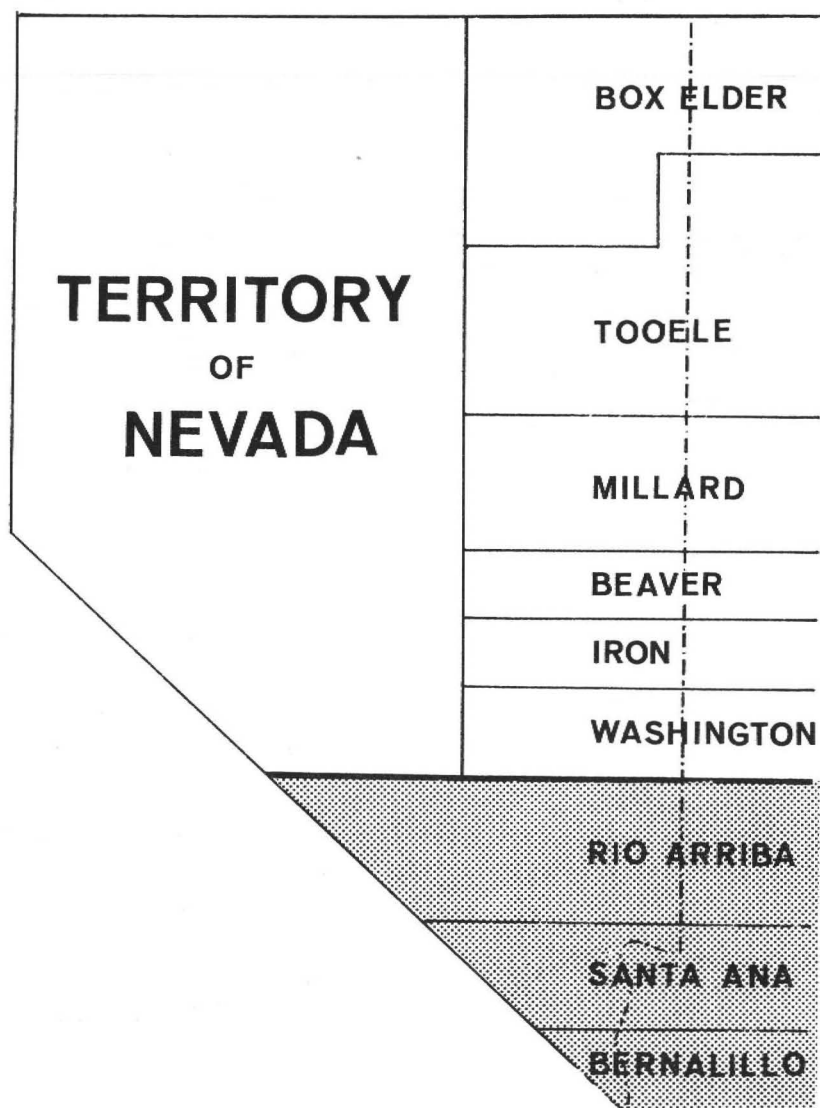 BOX ELDER
TERRITORY
OF
NEVADA
TOOELE
MILLARD
BEAVER
IRON
WASHINGTON
RIO ARRIBA
SANTA ANA
BERNALILLO